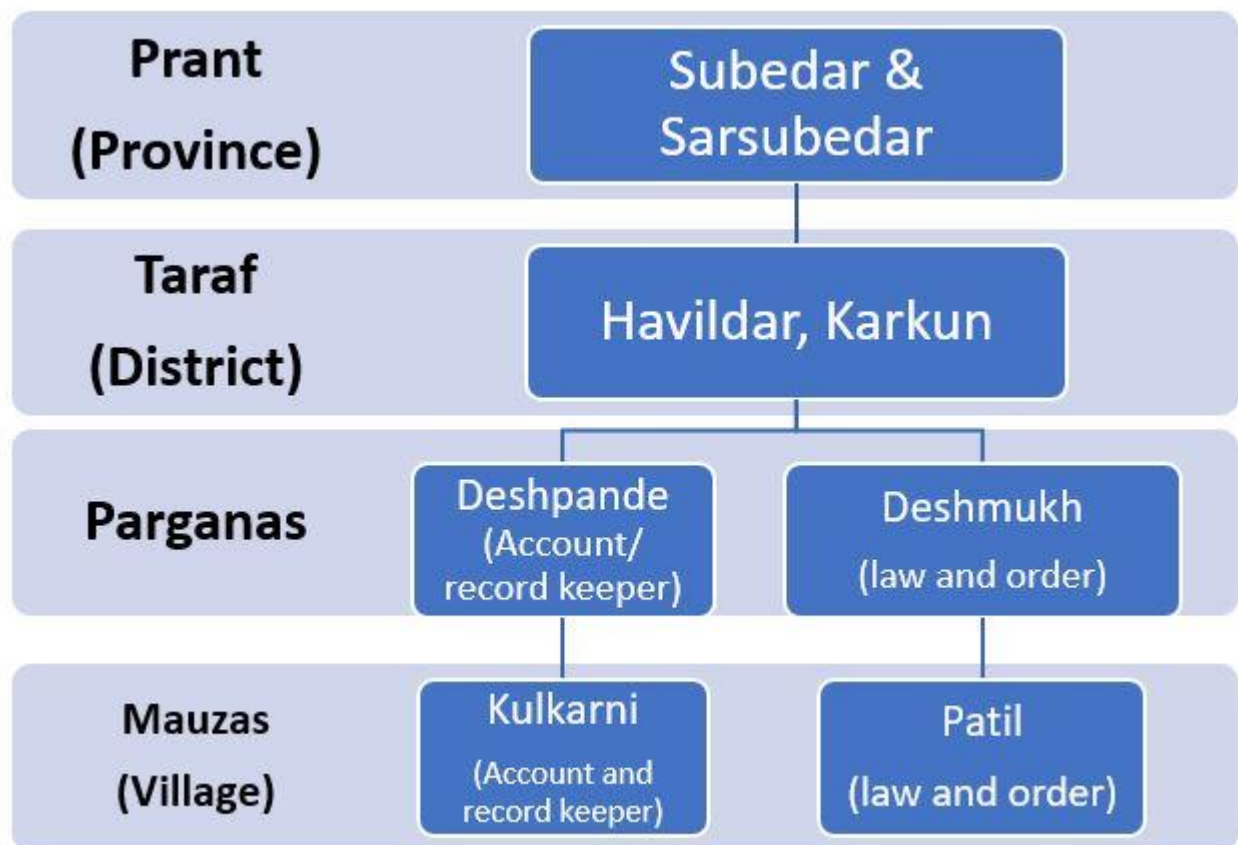 Prant
(Province)
Subedar &
Sarsubedar
Taraf
(District)
Havildar, Karkun
Parganas
Deshpande
(Account/
record keeper)
Deshmukh
(law and order)
Mauzas
(Village)
Kulkarni
(Account and
record keeper)
Patil
(law and order)